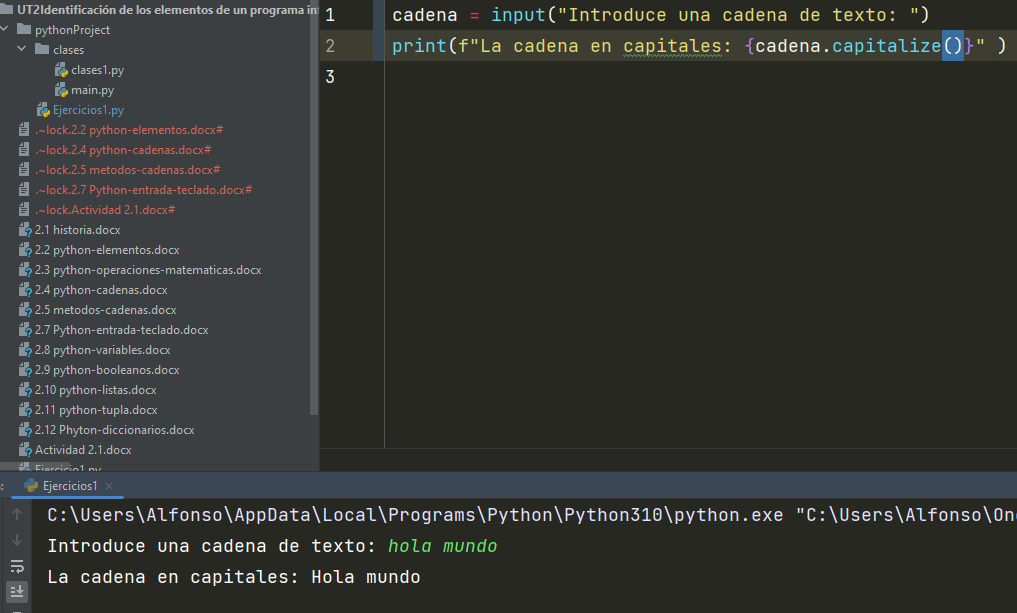 UT2Identificación de los elementos de un programa in
pythonProject
clases
clases1.py
main.py
Ejercicios1.py
.~lock.2.2 python-elementos.docx#
.~lock.2.4 python-cadenas.docx#
.~lock.2.5 metodos-cadenas.docx#
.~lock.2.7 Python-entrada-teclado.docx#
.~lock.Actividad 2.1.docx#
2.1 historia.docx
2.2 python-elementos.docx
2.3 python-operaciones-matematicas.docx
2.4 python-cadenas.docx
2.5 metodos-cadenas.docx
2.7 Python-entrada-teclado.docx
2.8 python-variables.docx
2.9 python-booleanos.docx
2.10 python-listas.docx
2.11 python-tupla.docx
2.12 Phyton-diccionarios.docx
Actividad 2.1.docx
Ejercicio1.py
1 cadena = input("Introduce una cadena de texto: ")
2 print(f"La cadena en capitales: {cadena.capitalize()}" )
3
Ejercicios1
C:\Users\Alfonso\AppData\Local\Programs\Python\Python310\python.exe "C:\Users\Alfonso\On
Introduce una cadena de texto: hola mundo
La cadena en capitales: Hola mundo